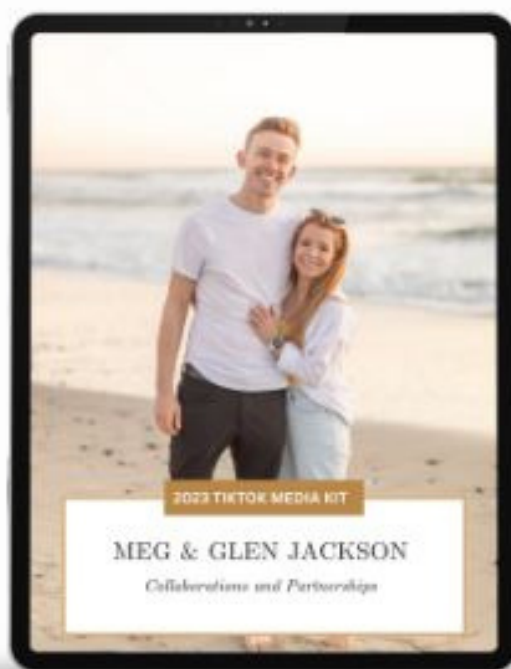 2023 TIKTOK MEDIA KIT
MEG & GLEN JACKSON
Collaborations and Partnerships